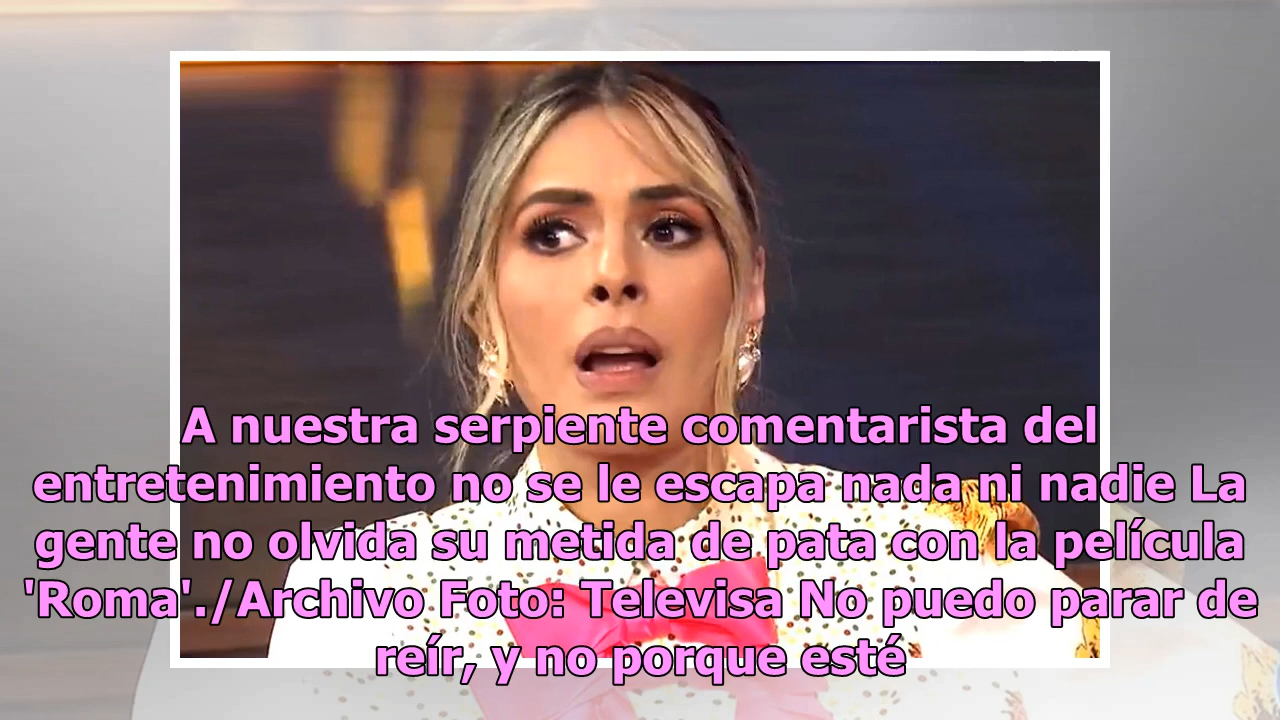 A nuestra serpiente comentarista del
entretenimiento no se le escapa nada ni nadie La
gente no olvida su metida de pata con la película
'Roma'./Archivo Foto: Televisa No puedo parar de
reír, y no porque esté